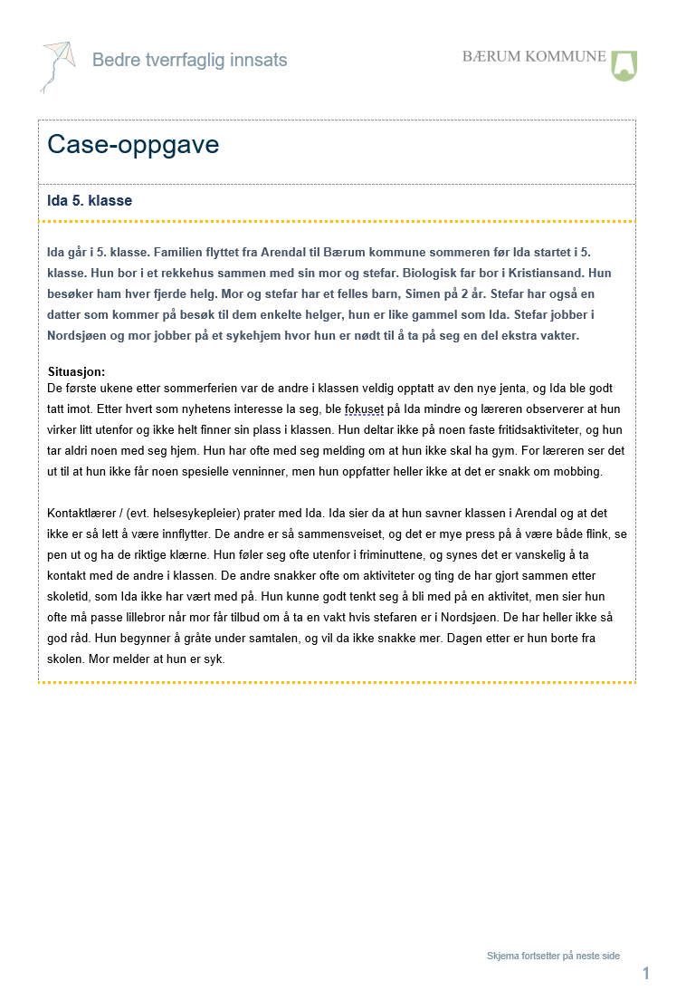 Bedre tverrfaglig innsats
BÆRUM KOMMUNE
Case-oppgave
Ida 5. klasse
Ida går i 5. klasse. Familien flyttet fra Arendal til Bærum kommune sommeren før Ida startet i 5.
klasse. Hun bor i et rekkehus sammen med sin mor og stefar. Biologisk far bor i Kristiansand. Hun
besøker ham hver fjerde helg. Mor og stefar har et felles barn, Simen på 2 år. Stefar har også en
datter som kommer på besøk til dem enkelte helger, hun er like gammel som Ida. Stefar jobber i
Nordsjøen og mor jobber på et sykehjem hvor hun er nødt til å ta på seg en del ekstra vakter.
Situasjon:
De første ukene etter sommerferien var de andre i klassen veldig opptatt av den nye jenta, og Ida ble godt
tatt imot. Etter hvert som nyhetens interesse la seg, ble fokuset på Ida mindre og læreren observerer at hun
virker litt utenfor og ikke helt finner sin plass i klassen. Hun deltar ikke på noen faste fritidsaktiviteter, og hun
tar aldri noen med seg hjem. Hun har ofte med seg melding om at hun ikke skal ha gym. For læreren ser det
ut til at hun ikke får noen spesielle venninner, men hun oppfatter heller ikke at det er snakk om mobbing.
Kontaktlærer / (evt. helsesykepleier) prater med Ida. Ida sier da at hun savner klassen i Arendal og at det
ikke er så lett å være innflytter. De andre er så sammensveiset, og det er mye press på å være både flink, se
pen ut og ha de riktige klærne. Hun føler seg ofte utenfor i friminuttene, og synes det er vanskelig å ta
kontakt med de andre i klassen. De andre snakker ofte om aktiviteter og ting de har gjort sammen etter
skoletid, som Ida ikke har vært med på. Hun kunne godt tenkt seg å bli med på en aktivitet, men sier hun
ofte må passe lillebror når mor får tilbud om å ta en vakt hvis stefaren er i Nordsjøen. De har heller ikke så
god råd. Hun begynner å gråte under samtalen, og vil da ikke snakke mer. Dagen etter er hun borte fra
skolen. Mor melder at hun er syk.
Skjema fortsetter på neste side
1